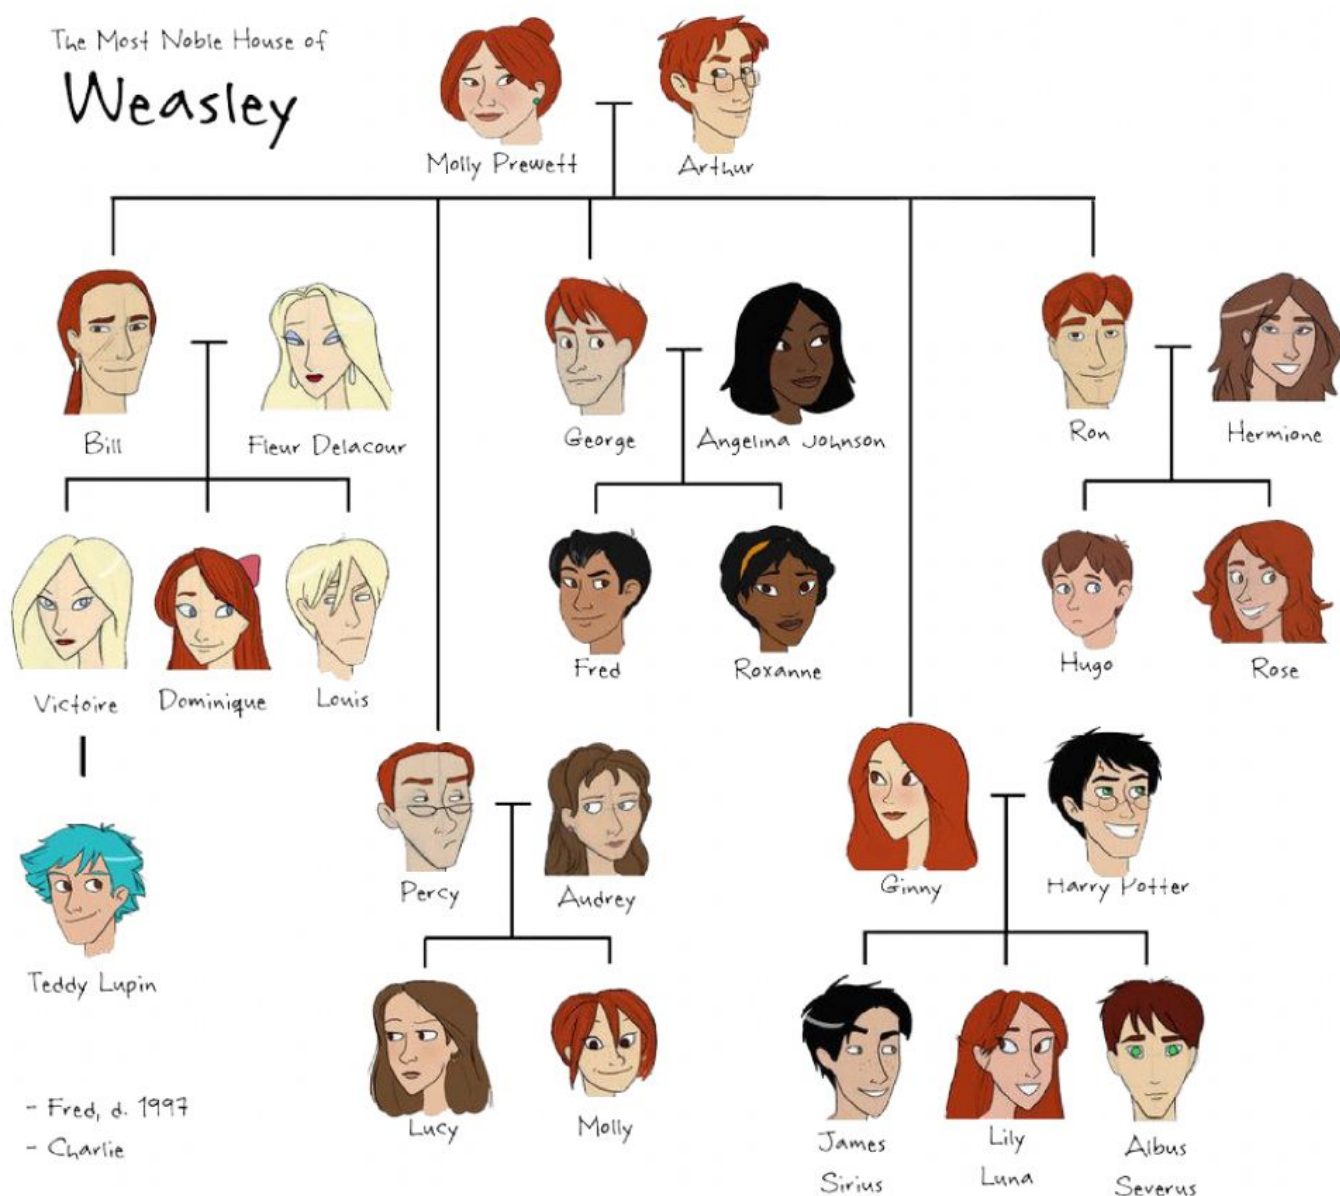 The Most Noble House of
Weasley
Molly Prewett
Arthur
Bill
Fleur Delacour
George
Angelina Johnson
Ron
Hermione
Victoire
Dominique
Louis
Fred
Roxanne
Hugo
Rose
Percy
Audrey
Ginny
Harry Potter
Teddy Lupin
Lucy
Molly
James
Sirius
Lily
Luna
Albus
Severus
- Fred, d. 1997
- Charlie